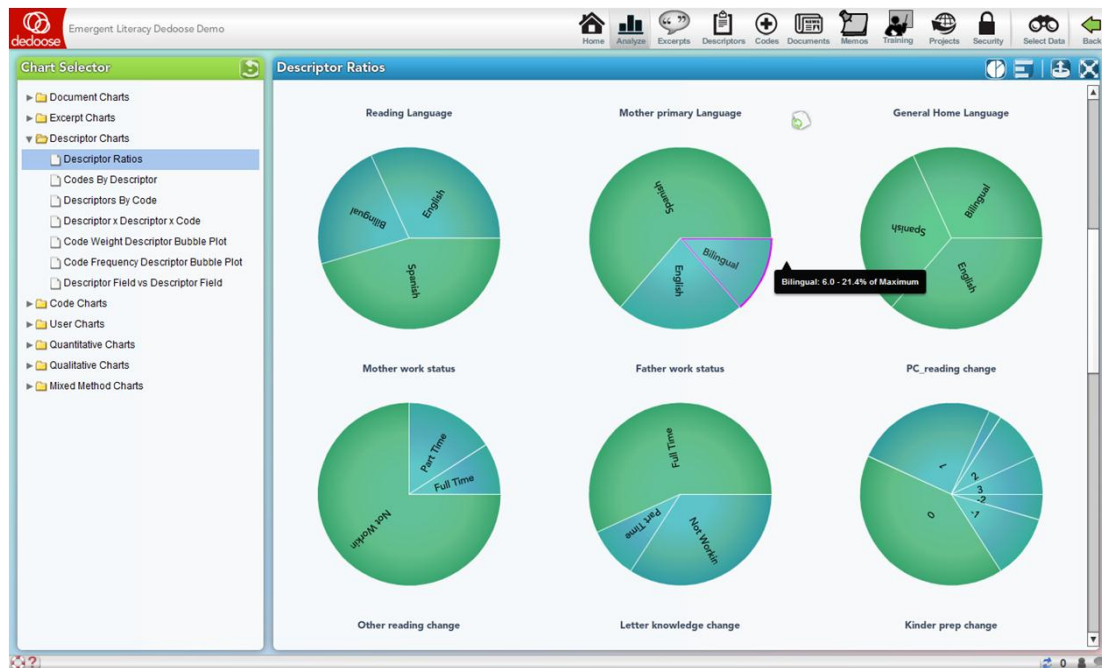 dedoose
Emergent Literacy Dedoose Demo
Home
Analyze
Excerpts
Descriptors
Codes
Documents
Memos
Training
Projects
Security
Select Data
Back
Chart Selector
Document Charts
Excerpt Charts
Descriptor Charts
Descriptor Ratios
Codes By Descriptor
Descriptors By Code
Descriptor x Descriptor x Code
Code Weight Descriptor Bubble Plot
Code Frequency Descriptor Bubble Plot
Descriptor Field vs Descriptor Field
Code Charts
User Charts
Quantitative Charts
Qualitative Charts
Mixed Method Charts
Descriptor Ratios
Reading Language
Bilingual
English
Spanish
Mother primary Language
Spanish
Bilingual
English
Bilingual: 6.0 - 21.4% of Maximum
General Home Language
Bilingual
Spanish
English
Mother work status
Part Time
Full Time
Not Workin
Father work status
Full Time
Part Time
Not Workin
PC_reading change
1
2
3
-2
-1
0
Other reading change
Letter knowledge change
Kinder prep change
?
0